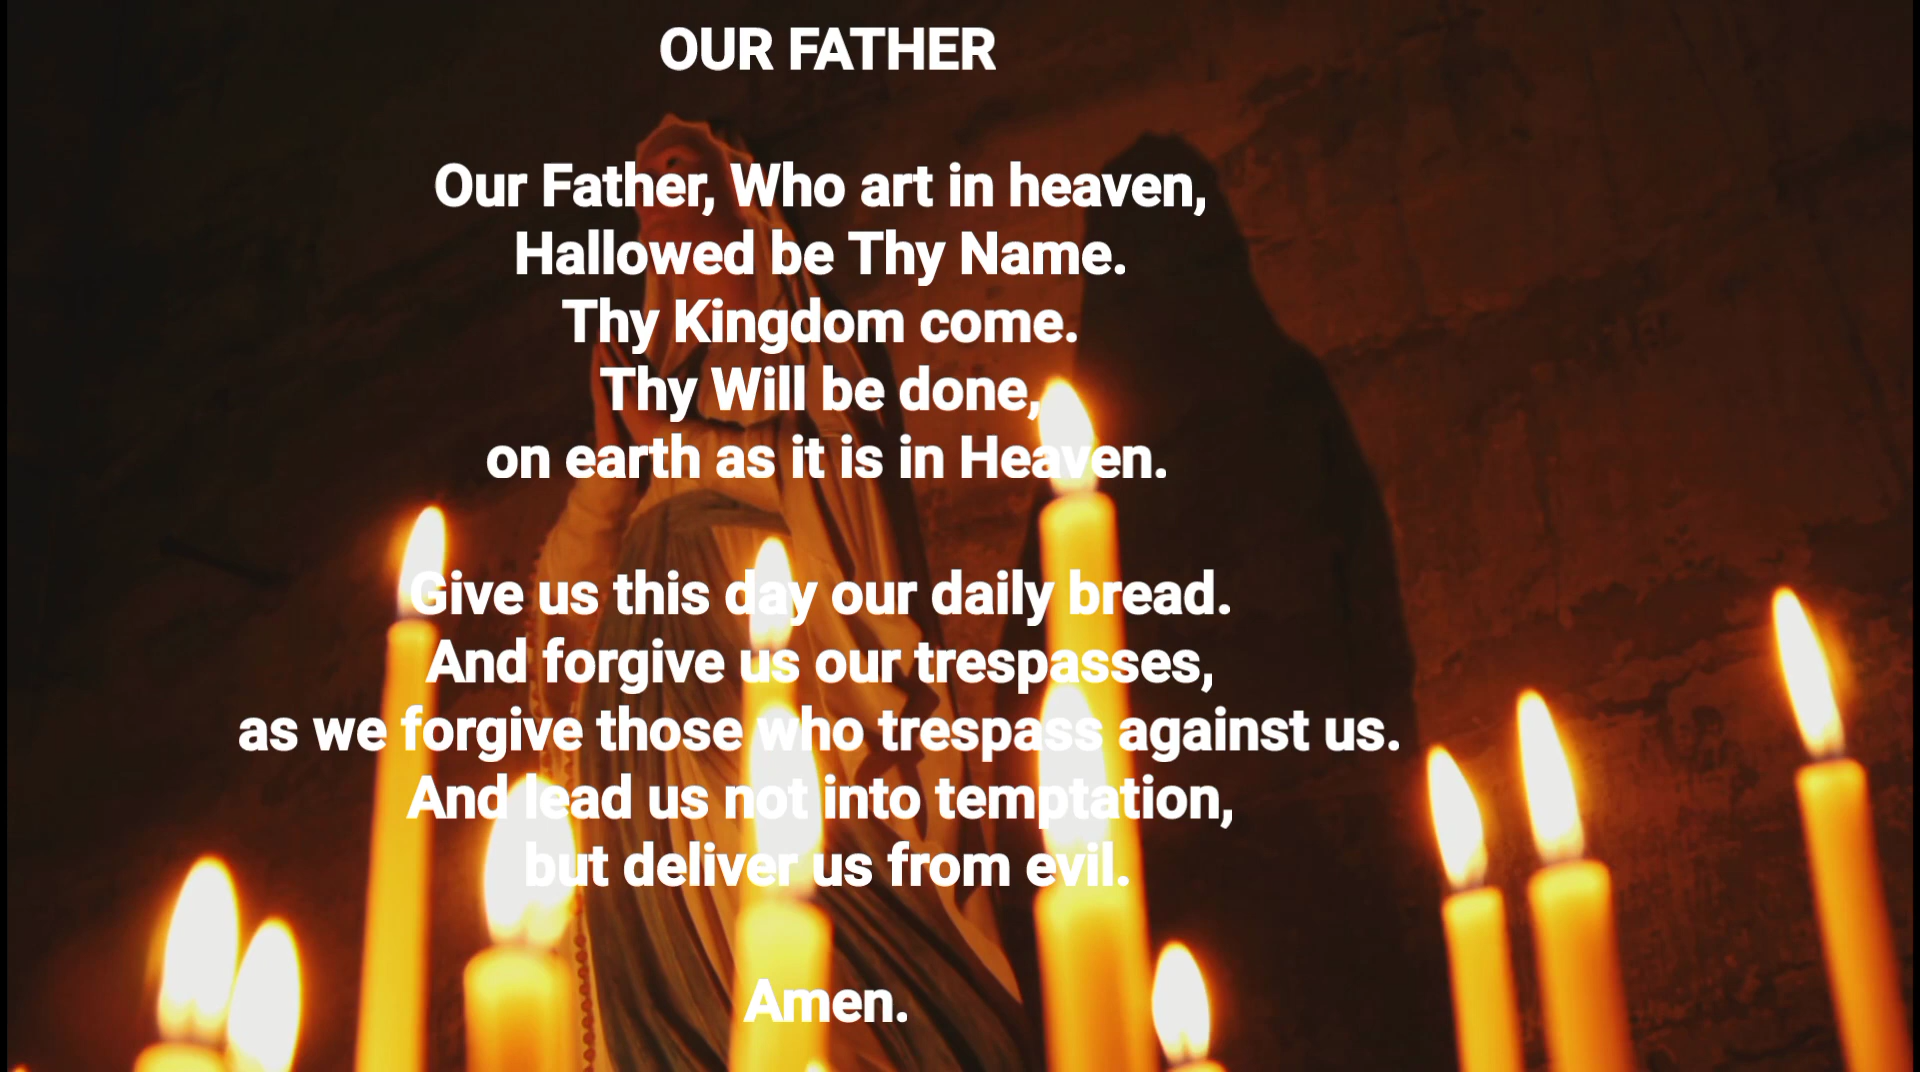 OUR FATHER
Our Father, Who art in heaven,
Hallowed be Thy Name.
Thy Kingdom come.
Thy Will be done,
on earth as it is in Heaven.
Give us this day our daily bread.
And forgive us our trespasses,
as we forgive those who trespass against us.
And lead us not into temptation,
but deliver us from evil.
Amen.